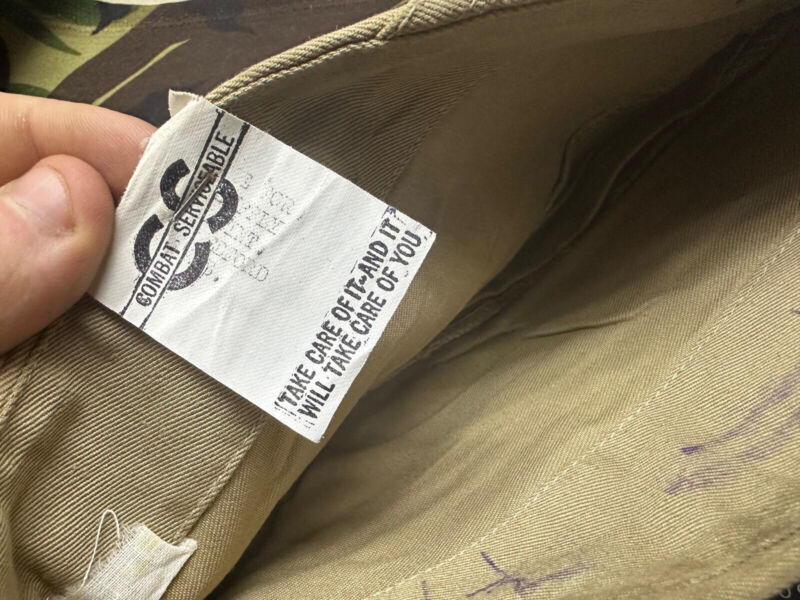 CS
COMBAT SERVICEABLE
"TAKE CARE OF IT AND IT
WILL TAKE CARE OF YOU